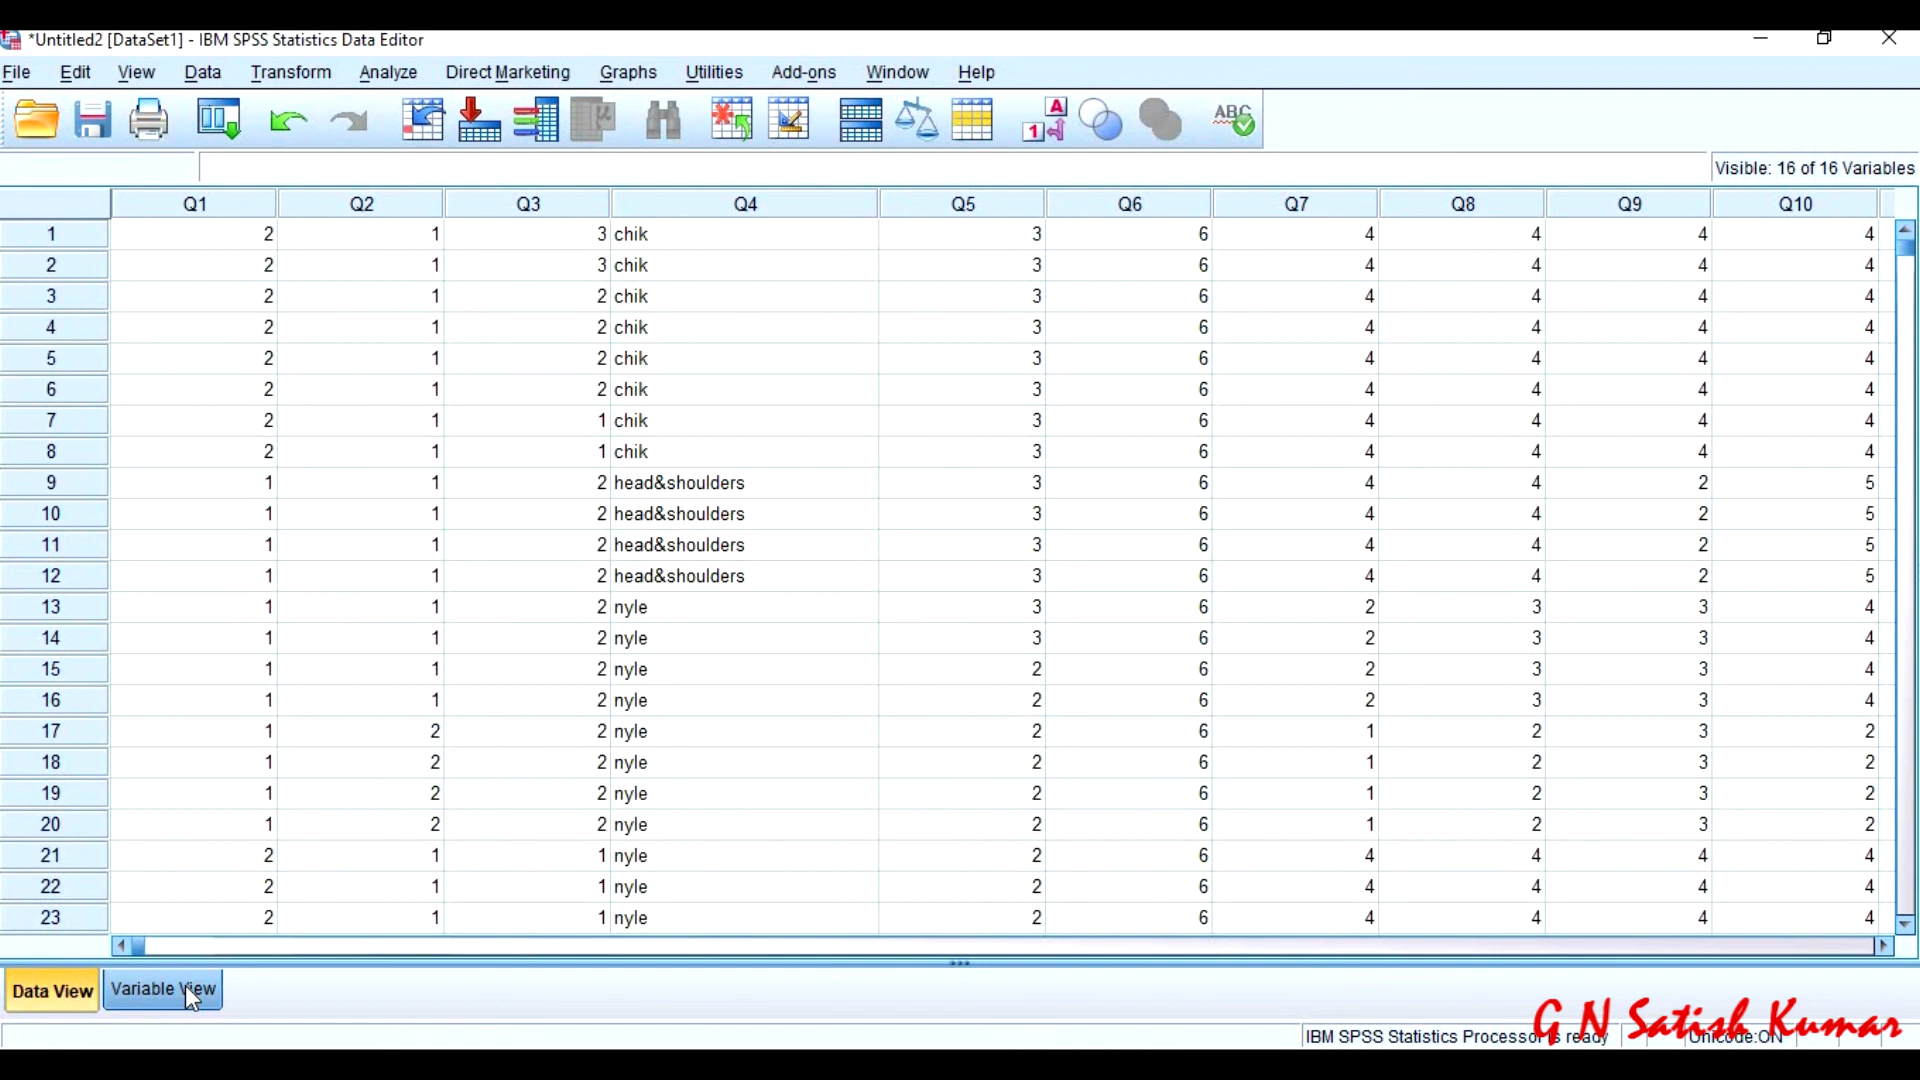 *Untitled2 [DataSet1] - IBM SPSS Statistics Data Editor
File Edit View Data Transform Analyze Direct Marketing Graphs Utilities Add-ons Window Help
A
1
ABC
Visible: 16 of 16 Variables
Q1 Q2 Q3 Q4 Q5 Q6 Q7 Q8 Q9 Q10
1 2 1 3 chik 3 6 4 4 4 4
2 2 1 3 chik 3 6 4 4 4 4
3 2 1 2 chik 3 6 4 4 4 4
4 2 1 2 chik 3 6 4 4 4 4
5 2 1 2 chik 3 6 4 4 4 4
6 2 1 2 chik 3 6 4 4 4 4
7 2 1 1 chik 3 6 4 4 4 4
8 2 1 1 chik 3 6 4 4 4 4
9 1 1 2 head&shoulders 3 6 4 4 2 5
10 1 1 2 head&shoulders 3 6 4 4 2 5
11 1 1 2 head&shoulders 3 6 4 4 2 5
12 1 1 2 head&shoulders 3 6 4 4 2 5
13 1 1 2 nyle 3 6 2 3 3 4
14 1 1 2 nyle 3 6 2 3 3 4
15 1 1 2 nyle 2 6 2 3 3 4
16 1 1 2 nyle 2 6 2 3 3 4
17 1 2 2 nyle 2 6 1 2 3 2
18 1 2 2 nyle 2 6 1 2 3 2
19 1 2 2 nyle 2 6 1 2 3 2
20 1 2 2 nyle 2 6 1 2 3 2
21 2 1 1 nyle 2 6 4 4 4 4
22 2 1 1 nyle 2 6 4 4 4 4
23 2 1 1 nyle 2 6 4 4 4 4
Data View Variable View
G N Satish Kumar
IBM SPSS Statistics Processor is ready Unicode:ON